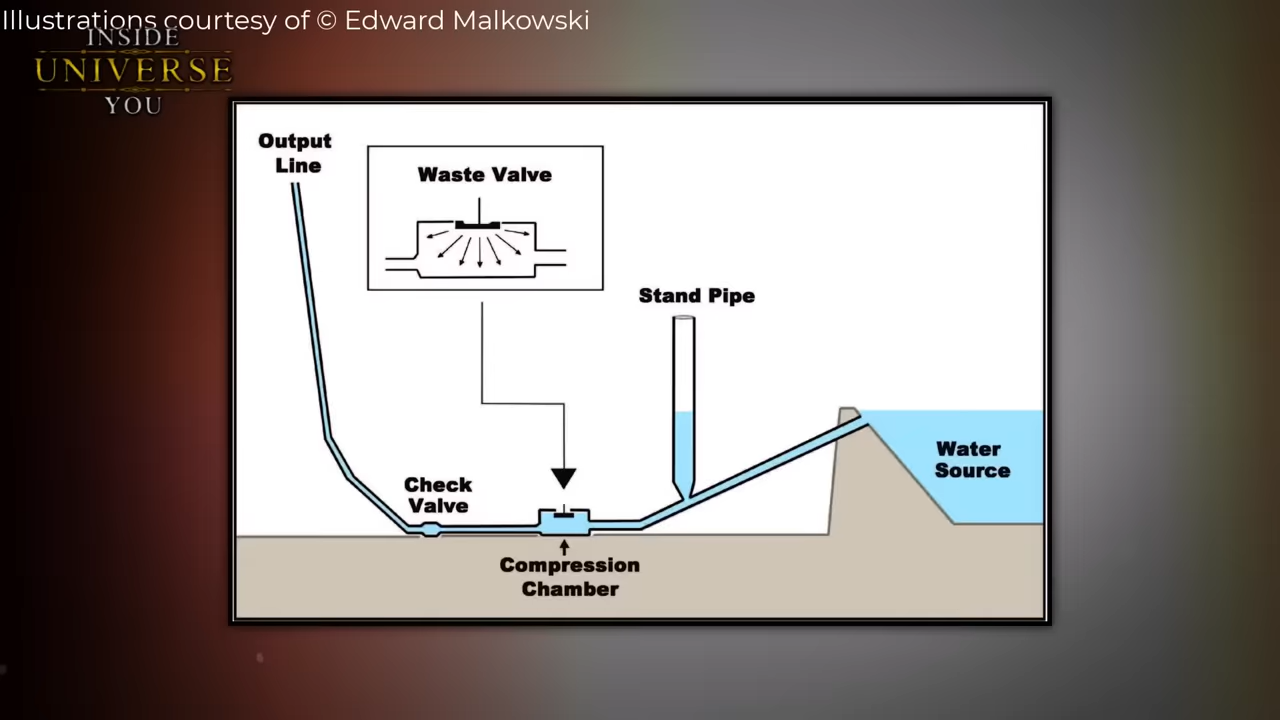 Illustrations courtesy of © Edward Malkowski
INSIDE
UNIVERSE
YOU
Output
Line
Waste Valve
Stand Pipe
Water
Source
Check
Valve
Compression
Chamber